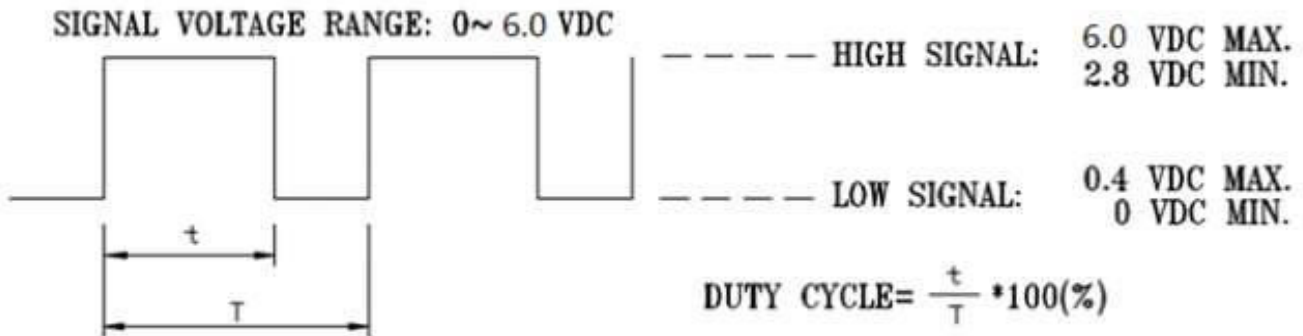 SIGNAL VOLTAGE RANGE: 0~ 6.0 VDC
HIGH SIGNAL: 6.0 VDC MAX.
2.8 VDC MIN.
LOW SIGNAL: 0.4 VDC MAX.
0 VDC MIN.
t
T
DUTY CYCLE= t/T *100(%)